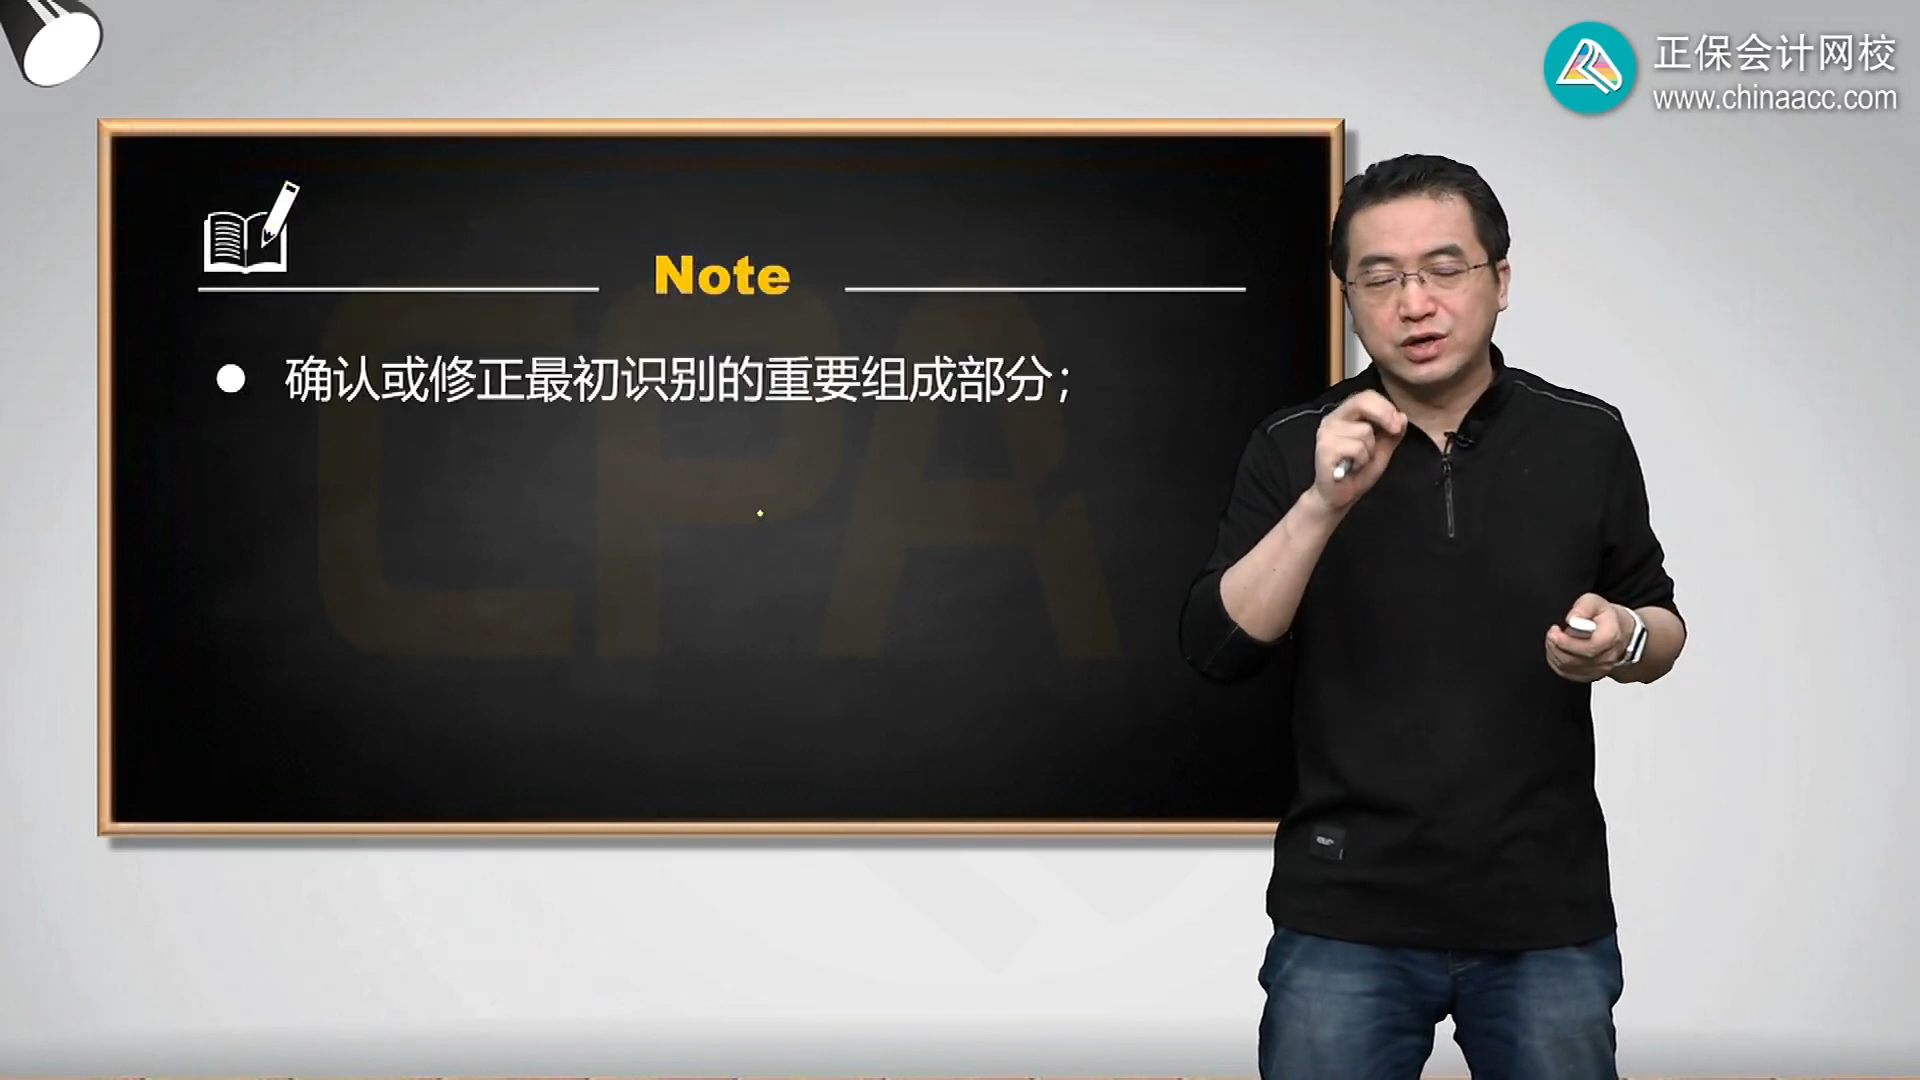 正保会计网校
www.chinaacc.com
Note
● 确认或修正最初识别的重要组成部分；
CPA